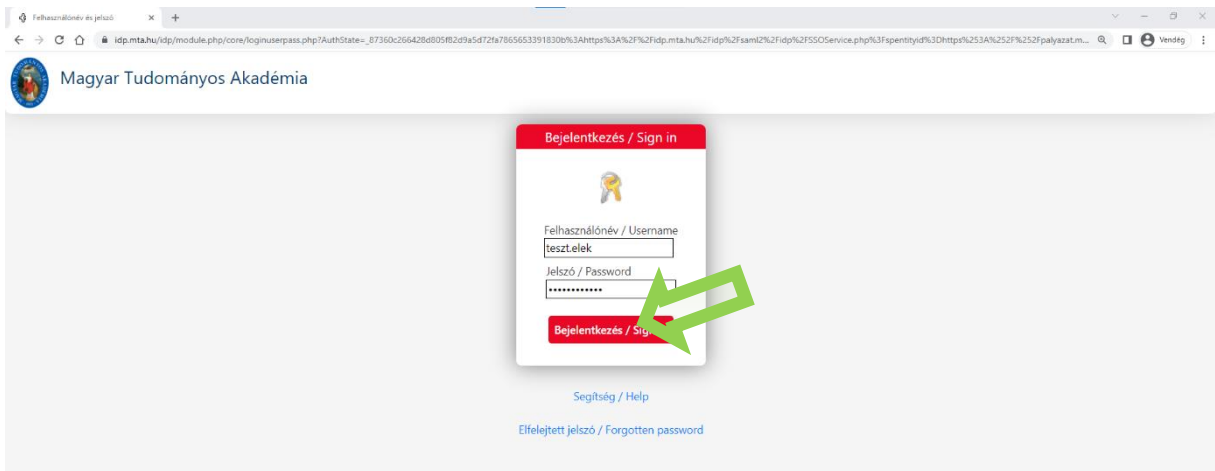 Felhasználónév és jelszó
idp.mta.hu/idp/module.php/core/loginuserpass.php?AuthState=_87360c266428d805f82d9a5d72fa7865653391830b%3Ahttps%3A%2F%2Fidp.mta.hu%2Fidp%2Fsaml2%2Fidp%2FSSOService.php%3Fspentityid%3Dhttps%253A%252F%252Fpalyazat.m... Vendég
Magyar Tudományos Akadémia
Bejelentkezés / Sign in
Felhasználónév / Username
teszt.elek
Jelszó / Password
••••••••••••
Bejelentkezés / Sig
Segítség / Help
Elfelejtett jelszó / Forgotten password